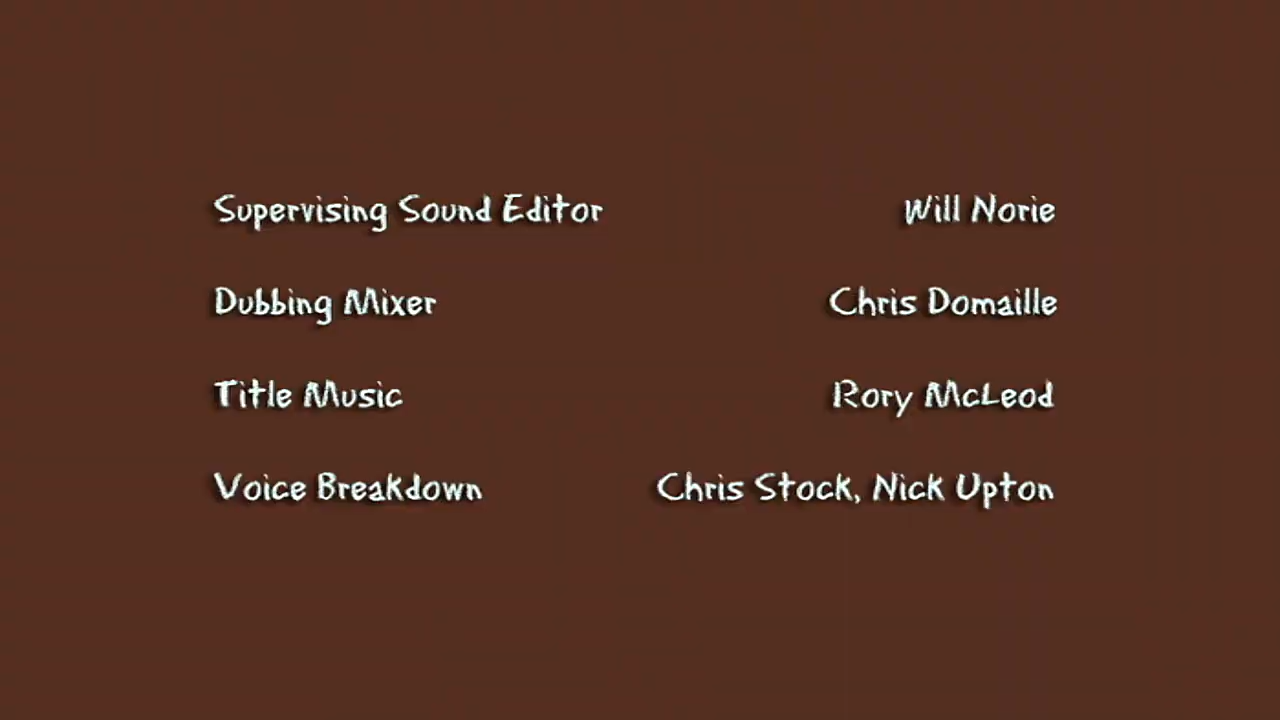 Supervising Sound Editor Will Norie
Dubbing Mixer Chris Domaille
Title Music Rory McLeod
Voice Breakdown Chris Stock, Nick Upton